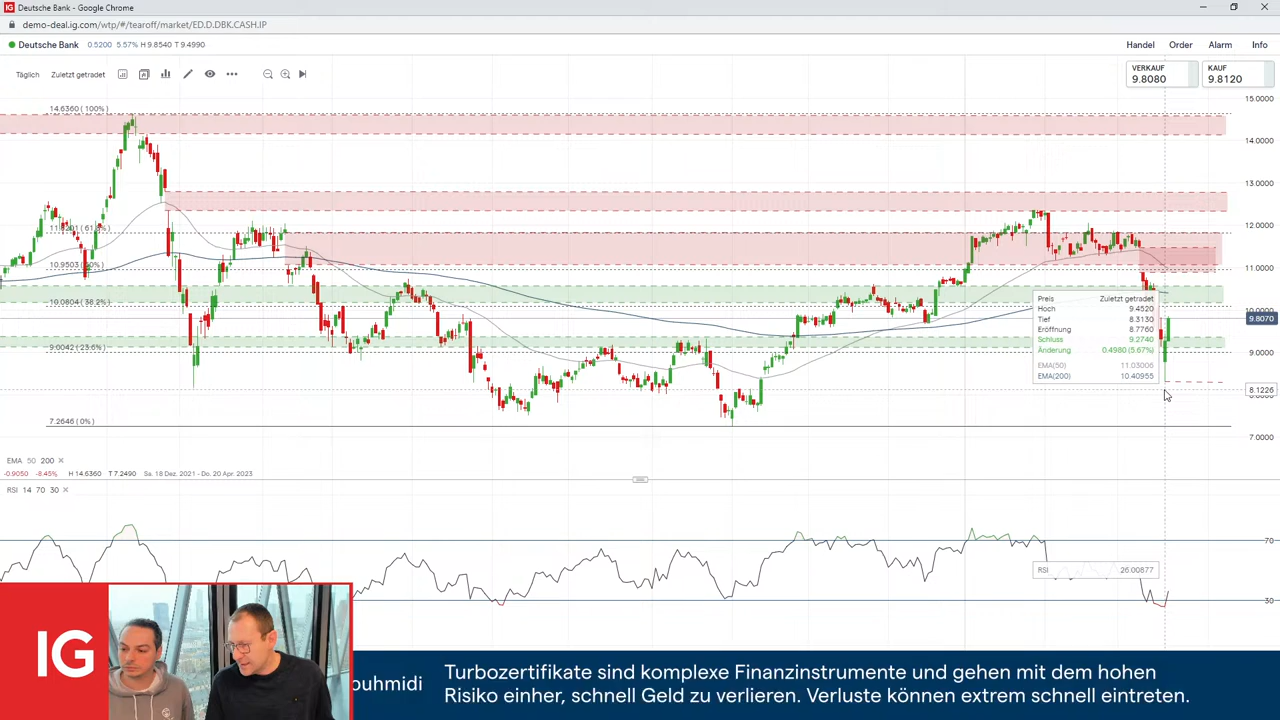 Deutsche Bank - Google Chrome
demo-deal.ig.com/wtp/#/tearoff/market/ED.D.DBK.CASH.IP
Deutsche Bank 0.5200 5.57% H 9.8540 T 9.4990
Handel Order Alarm Info
Täglich Zuletzt gehandelt
VERKAUF
9.8080
KAUF
9.8120
14.6360 ( 100%)
10.9503 (50%)
10.0804 ( 38.2%)
9.0042 ( 23.6%)
7.2646 ( 0%)
15.0000
14.0000
13.0000
12.0000
11.0000
9.8070
9.0000
8.1226
7.0000
Preis Zuletzt getradet
Hoch 9.4520
Tief 8.3130
Eröffnung 8.7760
Schluss 9.2740
Änderung 0.4980 (5.67%)
EMA(50) 11.03006
EMA(200) 10.40955
EMA 50 200
-0.9050 -8.45% H 14.6360 T 7.2490 Sa. 18 Dez. 2021 - Do. 20 Apr. 2023
RSI 14 70 30
70
RSI 26.00877
30
IG
ouhmidi
Turbozertifikate sind komplexe Finanzinstrumente und gehen mit dem hohen
Risiko einher, schnell Geld zu verlieren. Verluste können extrem schnell eintreten.